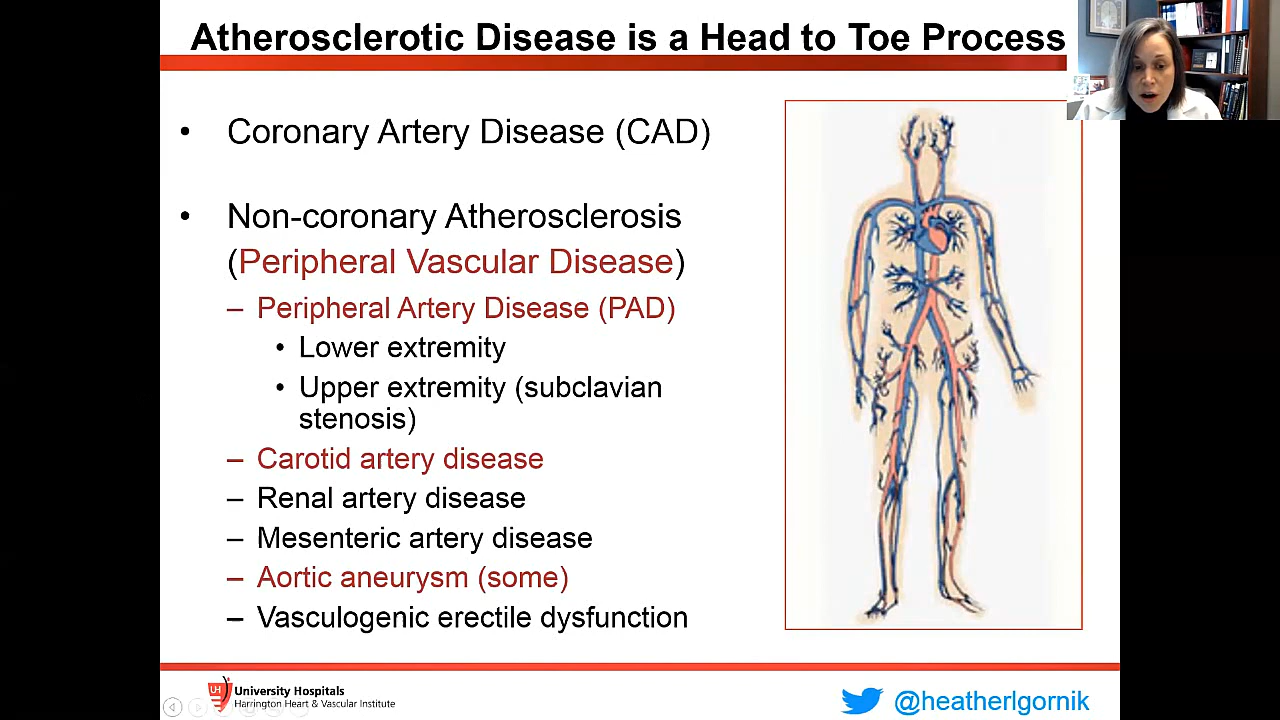 Atherosclerotic Disease is a Head to Toe Process
• Coronary Artery Disease (CAD)
• Non-coronary Atherosclerosis
(Peripheral Vascular Disease)
– Peripheral Artery Disease (PAD)
• Lower extremity
• Upper extremity (subclavian
stenosis)
– Carotid artery disease
– Renal artery disease
– Mesenteric artery disease
– Aortic aneurysm (some)
– Vasculogenic erectile dysfunction
UH
University Hospitals
Harrington Heart & Vascular Institute
@heatherlgornik